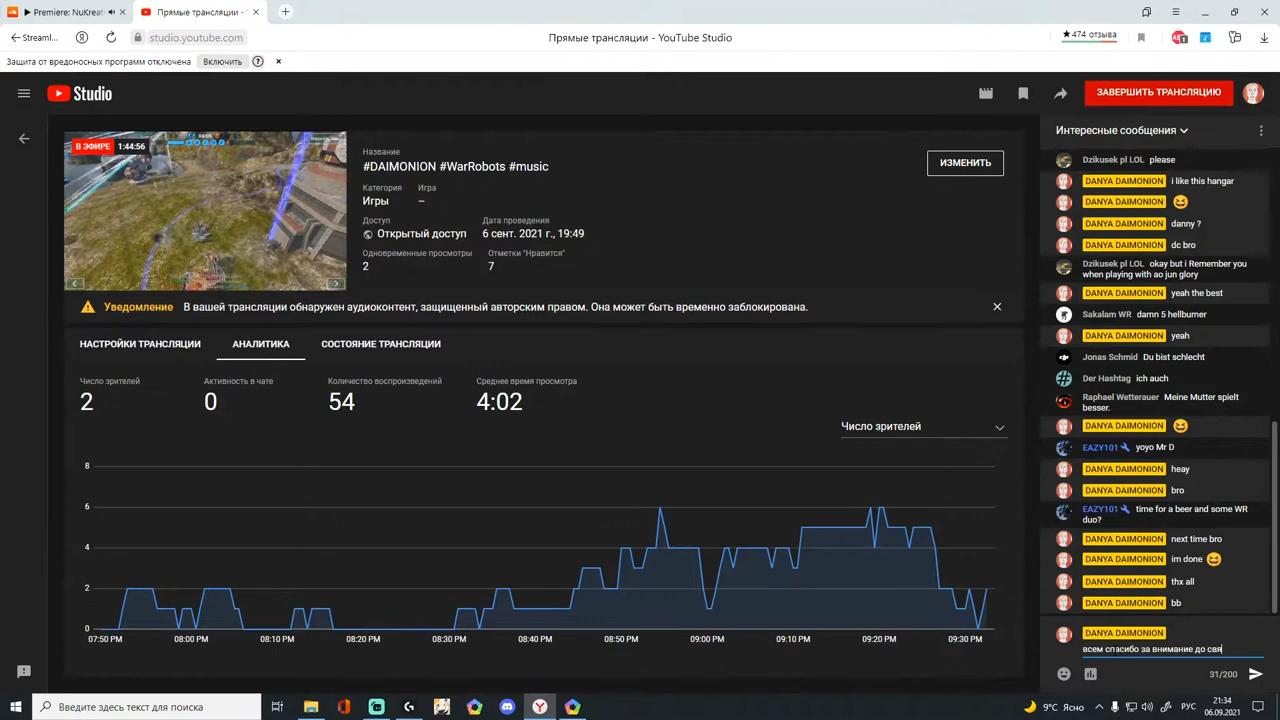 Premiere: NuKreat
Прямые трансляции -
Streaml...
studio.youtube.com
Прямые трансляции - YouTube Studio
★474 отзыва
Защита от вредоносных программ отключена
Включить
Studio
ЗАВЕРШИТЬ ТРАНСЛЯЦИЮ
В ЭФИРЕ 1:44:56
04:05
Название
#DAIMONION #WarRobots #music
ИЗМЕНИТЬ
Категория Игра
Игры –
Доступ Дата проведения
Открытый доступ 6 сент. 2021 г., 19:49
Одновременные просмотры Отметки "Нравится"
2 7
Уведомление В вашей трансляции обнаружен аудиоконтент, защищенный авторским правом. Она может быть временно заблокирована.
НАСТРОЙКИ ТРАНСЛЯЦИИ АНАЛИТИКА СОСТОЯНИЕ ТРАНСЛЯЦИИ
Число зрителей Активность в чате Количество воспроизведений Среднее время просмотра
2 0 54 4:02
Число зрителей
8
6
4
2
0
07:50 PM 08:00 PM 08:10 PM 08:20 PM 08:30 PM 08:40 PM 08:50 PM 09:00 PM 09:10 PM 09:20 PM 09:30 PM
Интересные сообщения
Dzikusek pl LOL please
DANYA DAIMONION i like this hangar
DANYA DAIMONION
DANYA DAIMONION danny ?
DANYA DAIMONION dc bro
Dzikusek pl LOL okay but i Remember you
when playing with ao jun glory
DANYA DAIMONION yeah the best
Sakalam WR damn 5 hellburner
DANYA DAIMONION yeah
Jonas Schmid Du bist schlecht
Der Hashtag ich auch
Raphael Wetterauer Meine Mutter spielt
besser.
DANYA DAIMONION
EAZY101 yoyo Mr D
DANYA DAIMONION heay
DANYA DAIMONION bro
EAZY101 time for a beer and some WR
duo?
DANYA DAIMONION next time bro
DANYA DAIMONION im done
DANYA DAIMONION thx all
DANYA DAIMONION bb
DANYA DAIMONION
всем спасибо за внимание до свя
31/200
Введите здесь текст для поиска
9°C Ясно
РУС
21:34
06.09.2021